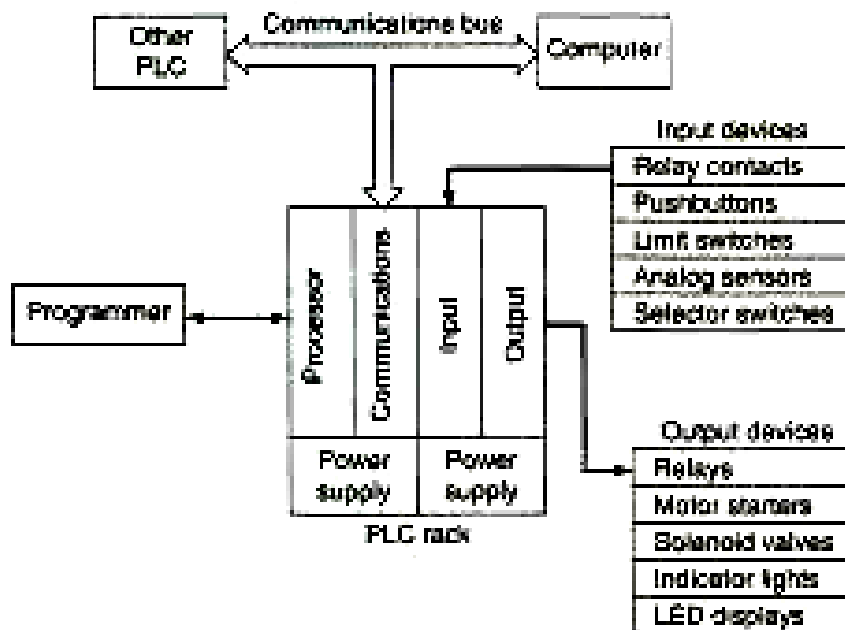 Communications bus
Other
PLC
Computer
Input devices
Relay contacts
Pushbuttons
Limit switches
Analog sensors
Selector switches
Programmer
Processor
Communications
Input
Output
Power
supply
Power
supply
PLC rack
Output devices
Relays
Motor starters
Solenoid valves
Indicator lights
LED displays